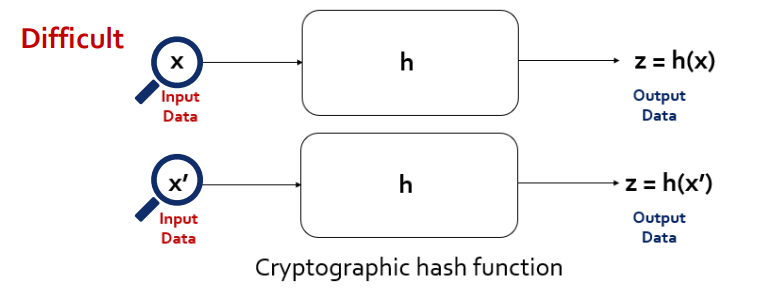 Difficult
x
h
z = h(x)
Input
Data
Output
Data
x′
h
z = h(x′)
Input
Data
Output
Data
Cryptographic hash function